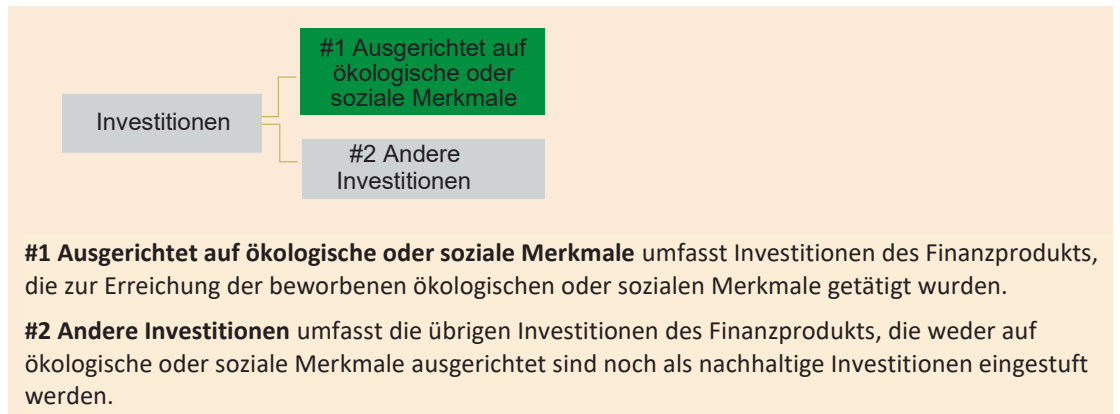 #1 Ausgerichtet auf
ökologische oder
soziale Merkmale
Investitionen
#2 Andere
Investitionen
#1 Ausgerichtet auf ökologische oder soziale Merkmale umfasst Investitionen des Finanzprodukts,
die zur Erreichung der beworbenen ökologischen oder sozialen Merkmale getätigt wurden.
#2 Andere Investitionen umfasst die übrigen Investitionen des Finanzprodukts, die weder auf
ökologische oder soziale Merkmale ausgerichtet sind noch als nachhaltige Investitionen eingestuft
werden.